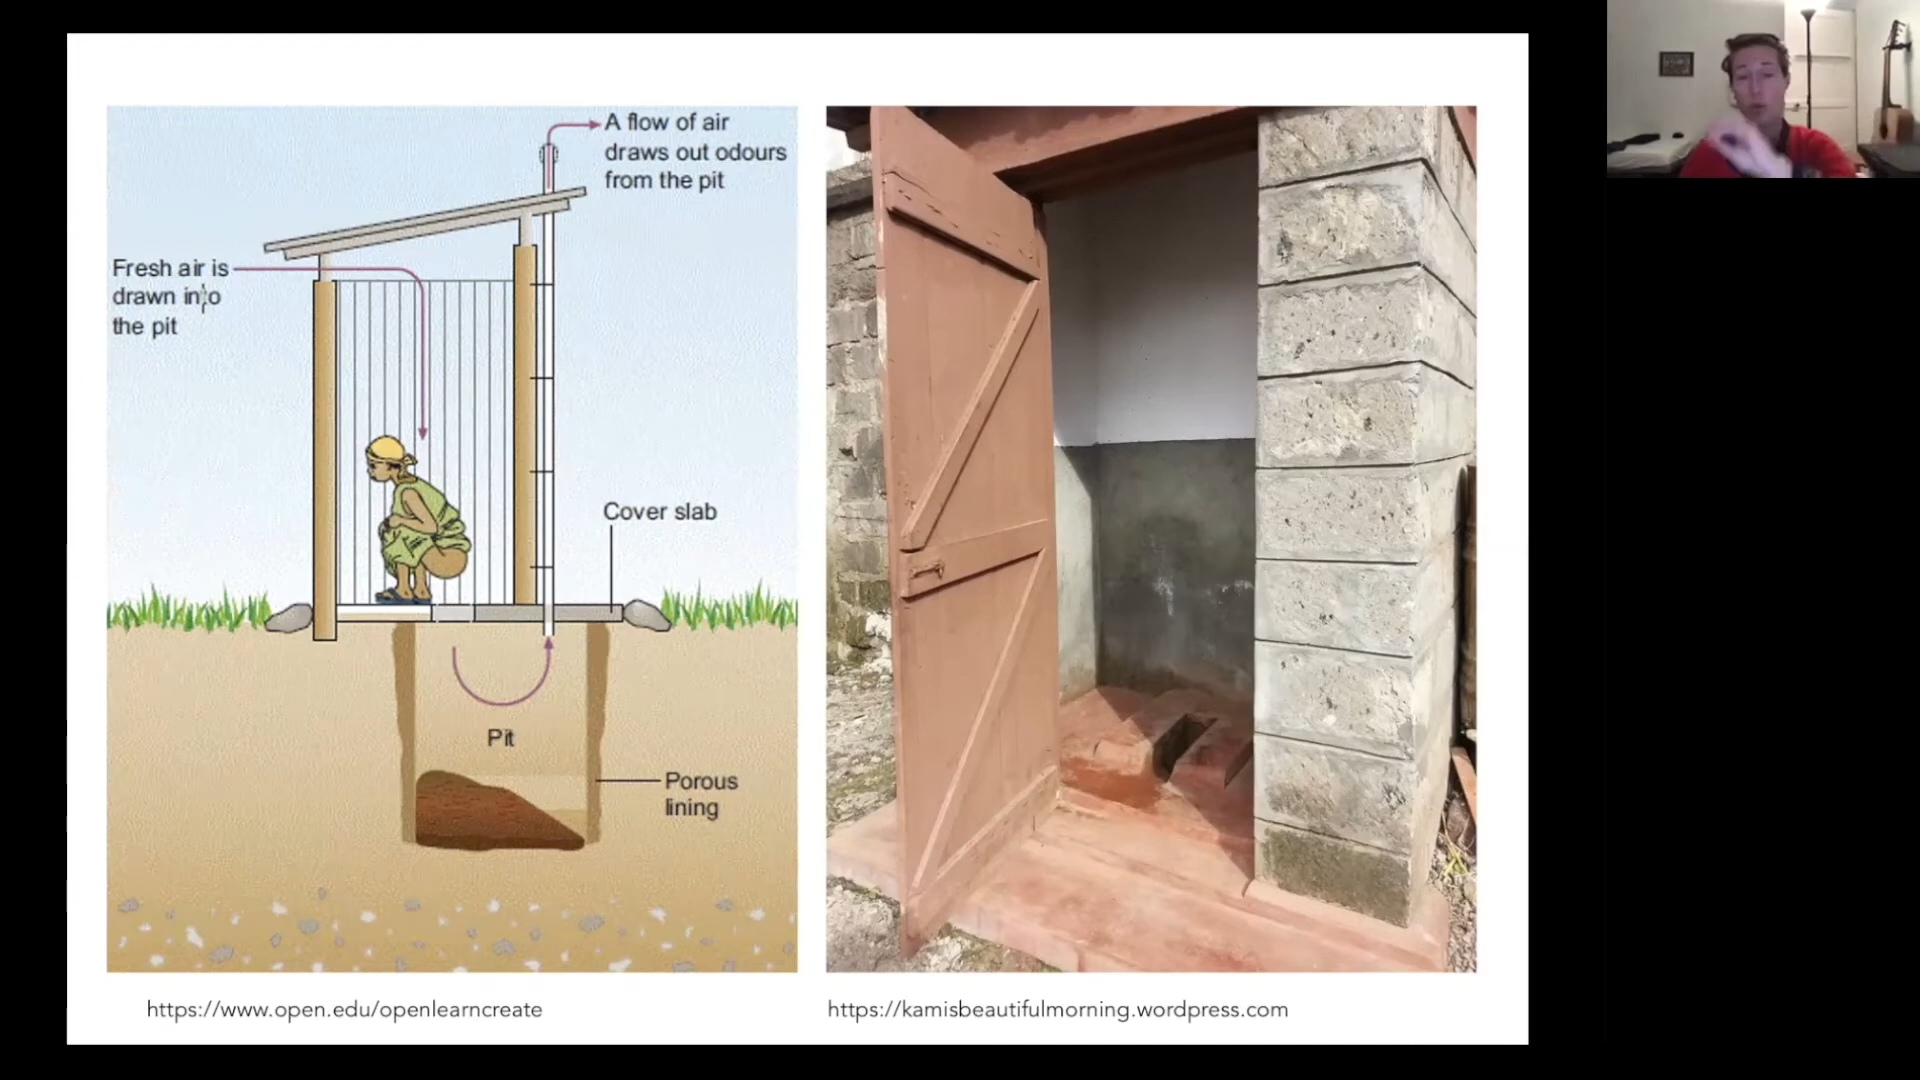 A flow of air
draws out odours
from the pit
Fresh air is
drawn into
the pit
Cover slab
Pit
Porous
lining
https://www.open.edu/openlearncreate
https://kamisbeautifulmorning.wordpress.com